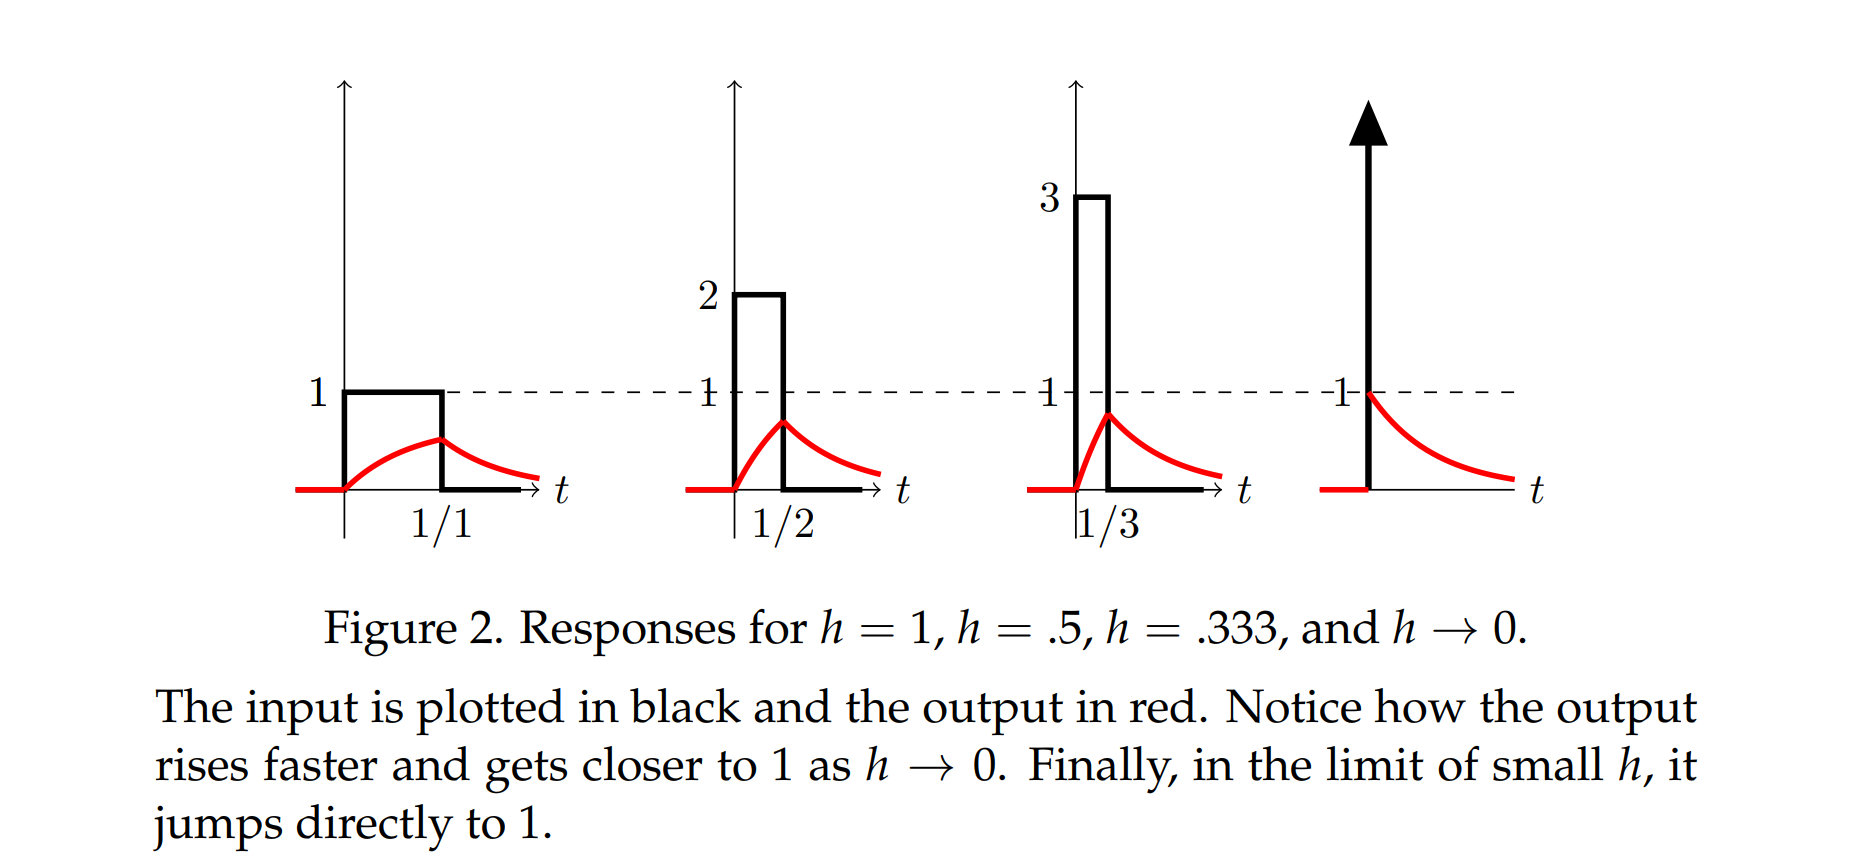 3
2
1 1 1 1
t t t t
1/1 1/2 1/3
Figure 2. Responses for h = 1, h = .5, h = .333, and h → 0.
The input is plotted in black and the output in red. Notice how the output
rises faster and gets closer to 1 as h → 0. Finally, in the limit of small h, it
jumps directly to 1.